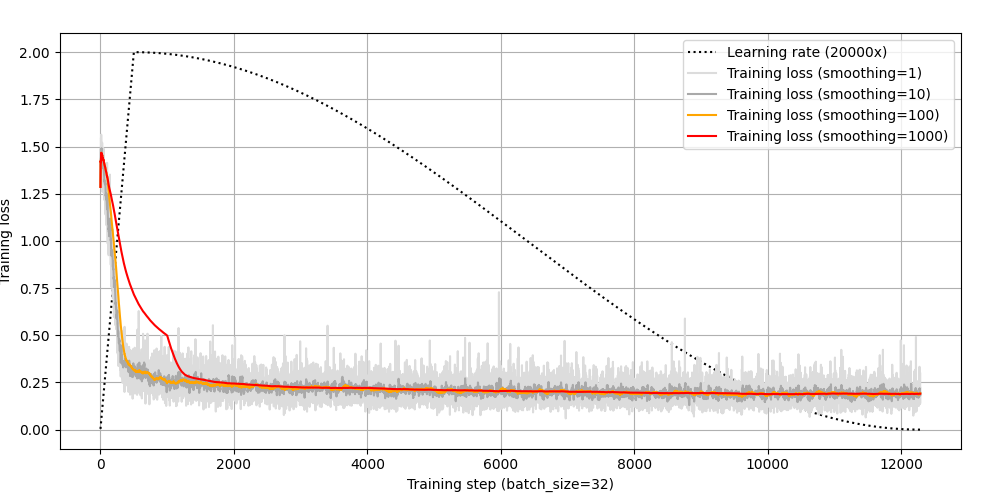 2.00
1.75
1.50
1.25
1.00
0.75
0.50
0.25
0.00
Training loss
Learning rate (20000x)
Training loss (smoothing=1)
Training loss (smoothing=10)
Training loss (smoothing=100)
Training loss (smoothing=1000)
0 2000 4000 6000 8000 10000 12000
Training step (batch_size=32)